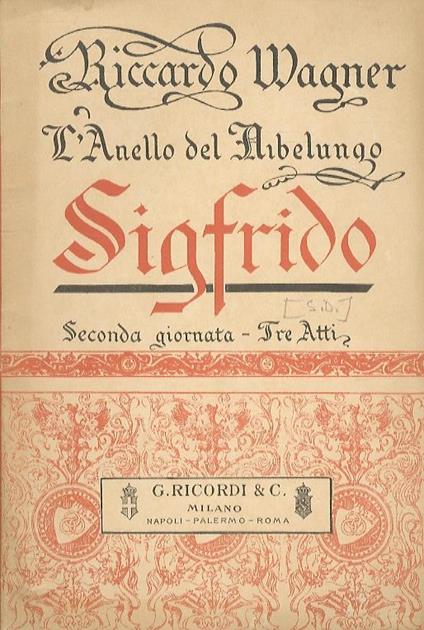 Riccardo Wagner
L'Anello del Nibelungo
Sigfrido
[S.D.]
Seconda giornata - Tre Atti
G. RICORDI & C.
MILANO
NAPOLI - PALERMO - ROMA